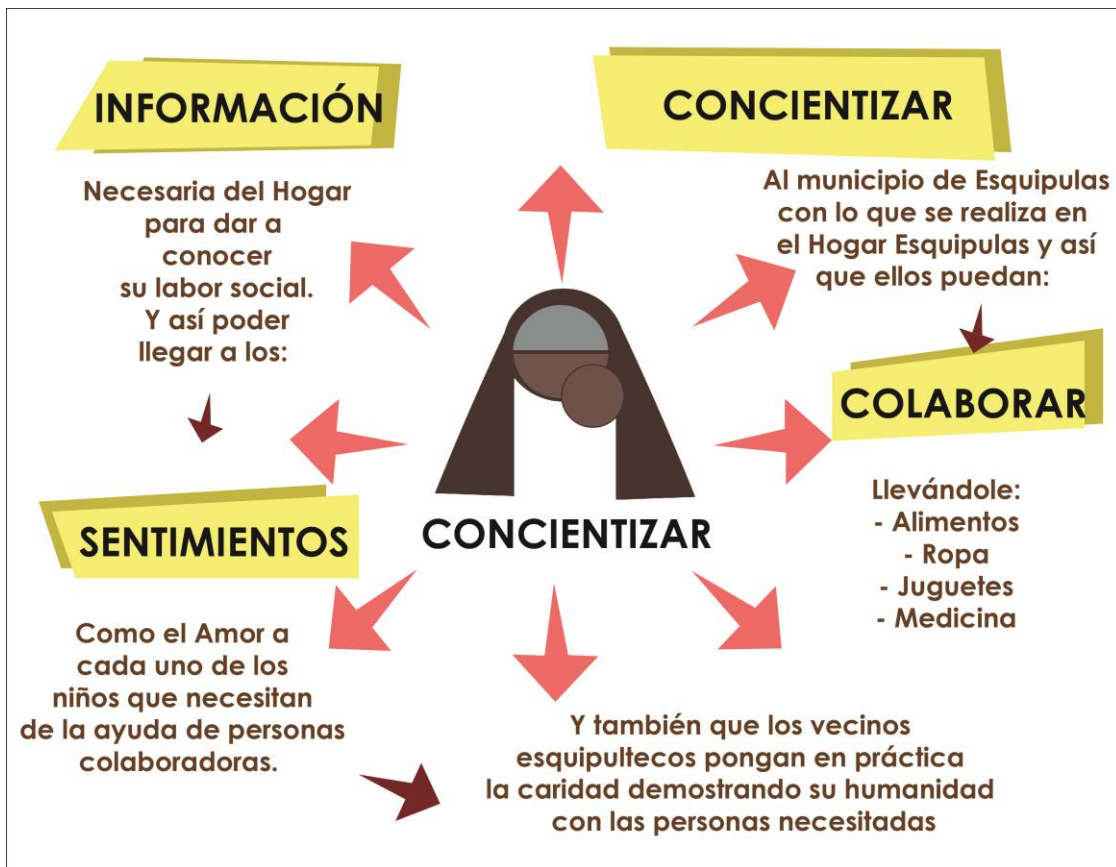 INFORMACIÓN
Necesaria del Hogar
para dar a
conocer
su labor social.
Y así poder
llegar a los:
SENTIMIENTOS
Como el Amor a
cada uno de los
niños que necesitan
de la ayuda de personas
colaboradoras.
CONCIENTIZAR
Y también que los vecinos
esquipultecos pongan en práctica
la caridad demostrando su humanidad
con las personas necesitadas
CONCIENTIZAR
Al municipio de Esquipulas
con lo que se realiza en
el Hogar Esquipulas y así
que ellos puedan:
COLABORAR
Llevándole:
- Alimentos
- Ropa
- Juguetes
- Medicina